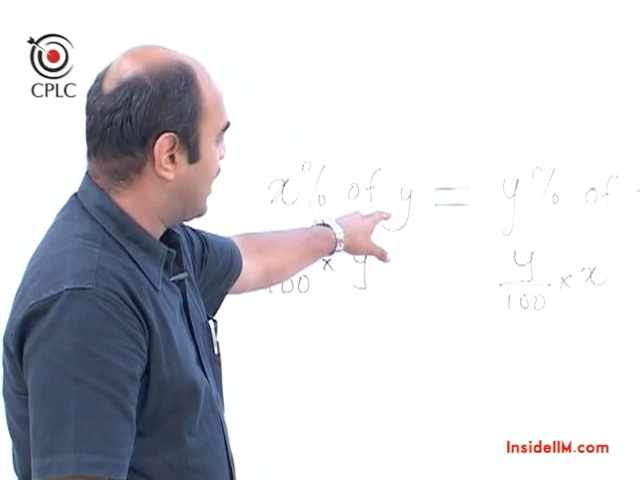 CPLC
x% of y = y% of
100 × y
y/100 × x
InsideIIM.com